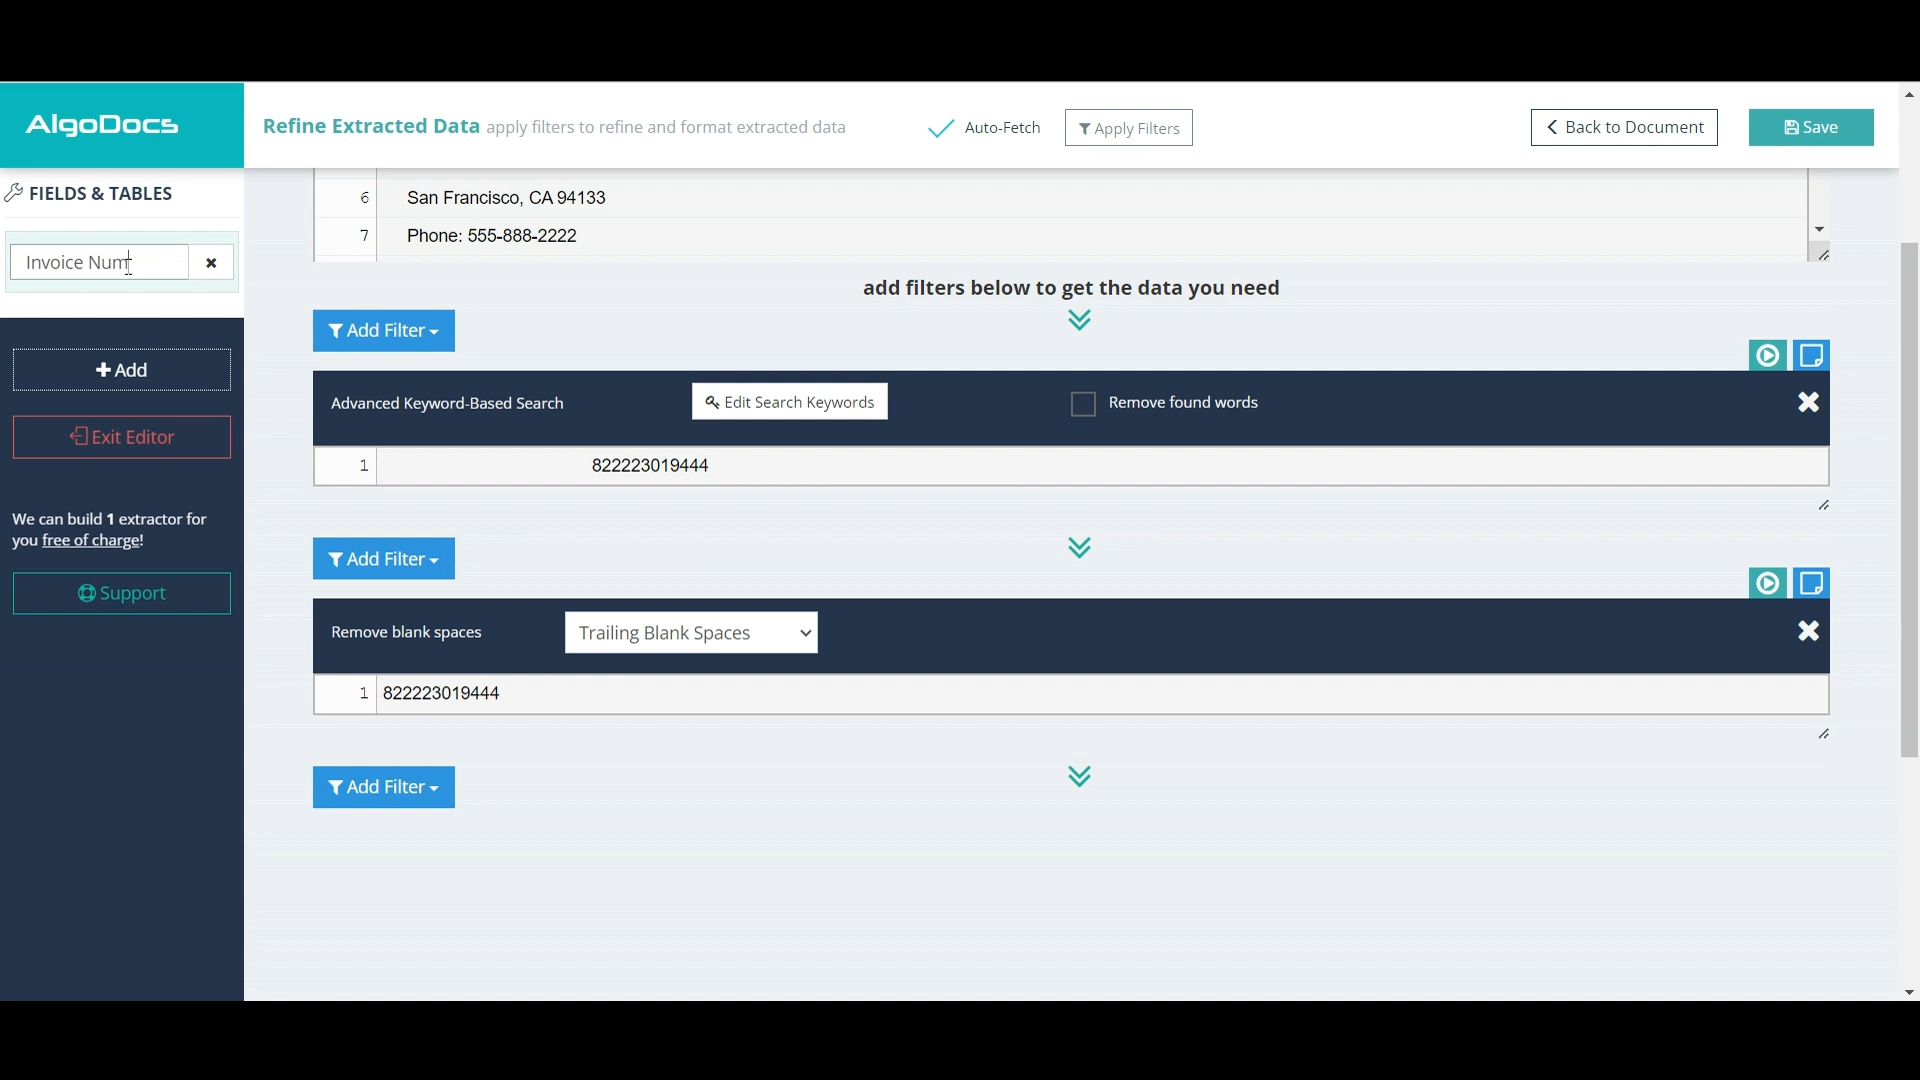 AlgoDocs
Refine Extracted Data apply filters to refine and format extracted data
Auto-Fetch
Apply Filters
Back to Document
Save
FIELDS & TABLES
Invoice Num
6 San Francisco, CA 94133
7 Phone: 555-888-2222
add filters below to get the data you need
Add Filter
Add
Advanced Keyword-Based Search
Edit Search Keywords
Remove found words
Exit Editor
1 822223019444
We can build 1 extractor for
you free of charge!
Add Filter
Support
Remove blank spaces
Trailing Blank Spaces
1 822223019444
Add Filter